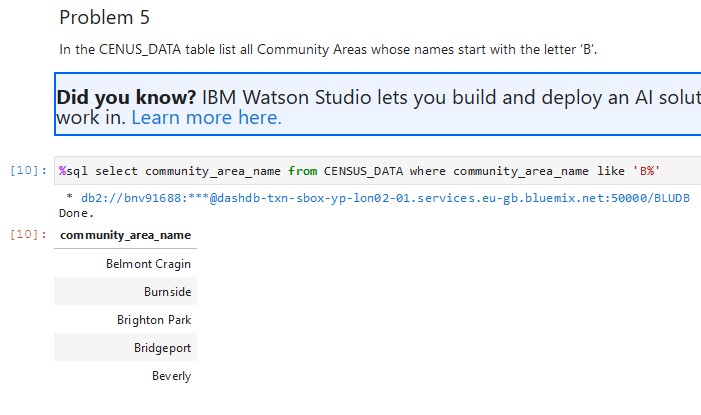 Problem 5
In the CENUS_DATA table list all Community Areas whose names start with the letter ‘B’.
Did you know? IBM Watson Studio lets you build and deploy an AI solut
work in. Learn more here.
[10]: %sql select community_area_name from CENSUS_DATA where community_area_name like 'B%'
* db2://bnv91688:***@dashdb-txn-sbox-yp-lon02-01.services.eu-gb.bluemix.net:50000/BLUDB
Done.
[10]: community_area_name
Belmont Cragin
Burnside
Brighton Park
Bridgeport
Beverly